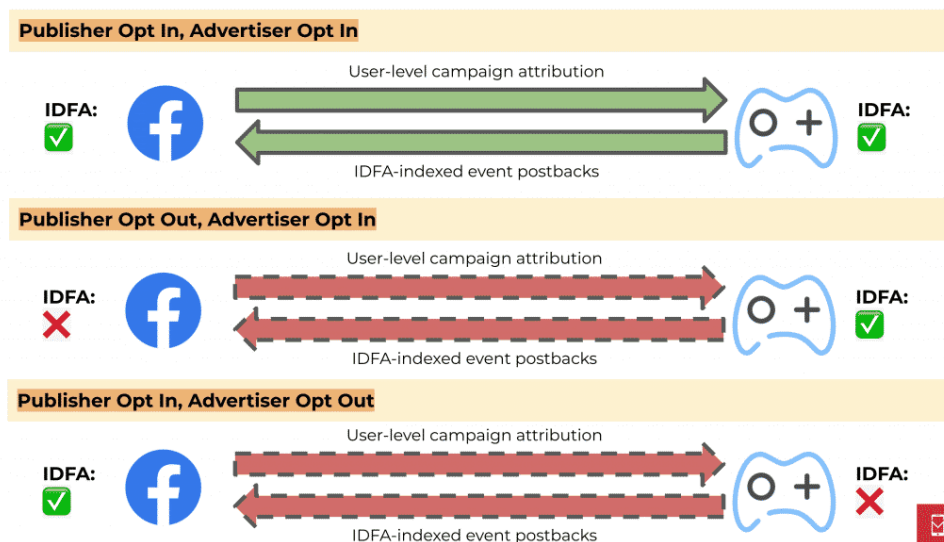 Publisher Opt In, Advertiser Opt In
User-level campaign attribution
IDFA:
IDFA:
IDFA-indexed event postbacks
Publisher Opt Out, Advertiser Opt In
User-level campaign attribution
IDFA:
IDFA:
IDFA-indexed event postbacks
Publisher Opt In, Advertiser Opt Out
User-level campaign attribution
IDFA:
IDFA:
IDFA-indexed event postbacks